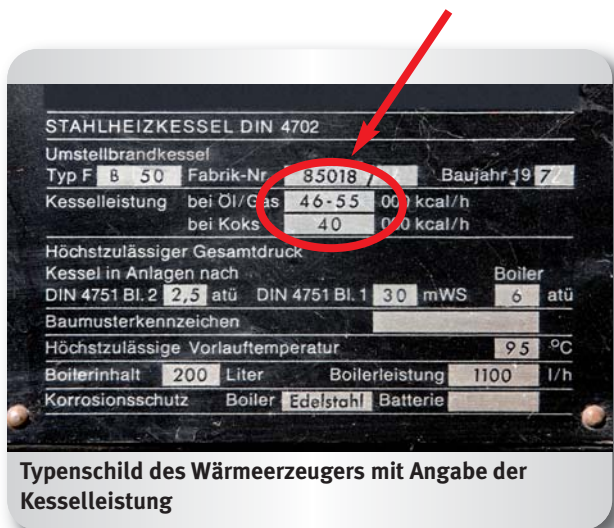 STAHLHEIZKESSEL DIN 4702
Umstellbrandkessel
Typ F B 50 Fabrik-Nr. 85018/ Baujahr 19 7
Kesselleistung bei Öl/Gas 46-55 000 kcal/h
bei Koks 40 000 kcal/h
Höchstzulässiger Gesamtdruck
Kessel in Anlagen nach Boiler
DIN 4751 Bl. 2 2,5 atü DIN 4751 Bl. 1 30 mWS 6 atü
Baumusterkennzeichen
Höchstzulässige Vorlauftemperatur 95 °C
Boilerinhalt 200 Liter Boilerleistung 1100 l/h
Korrosionsschutz Boiler Edelstahl Batterie
Typenschild des Wärmeerzeugers mit Angabe der
Kesselleistung